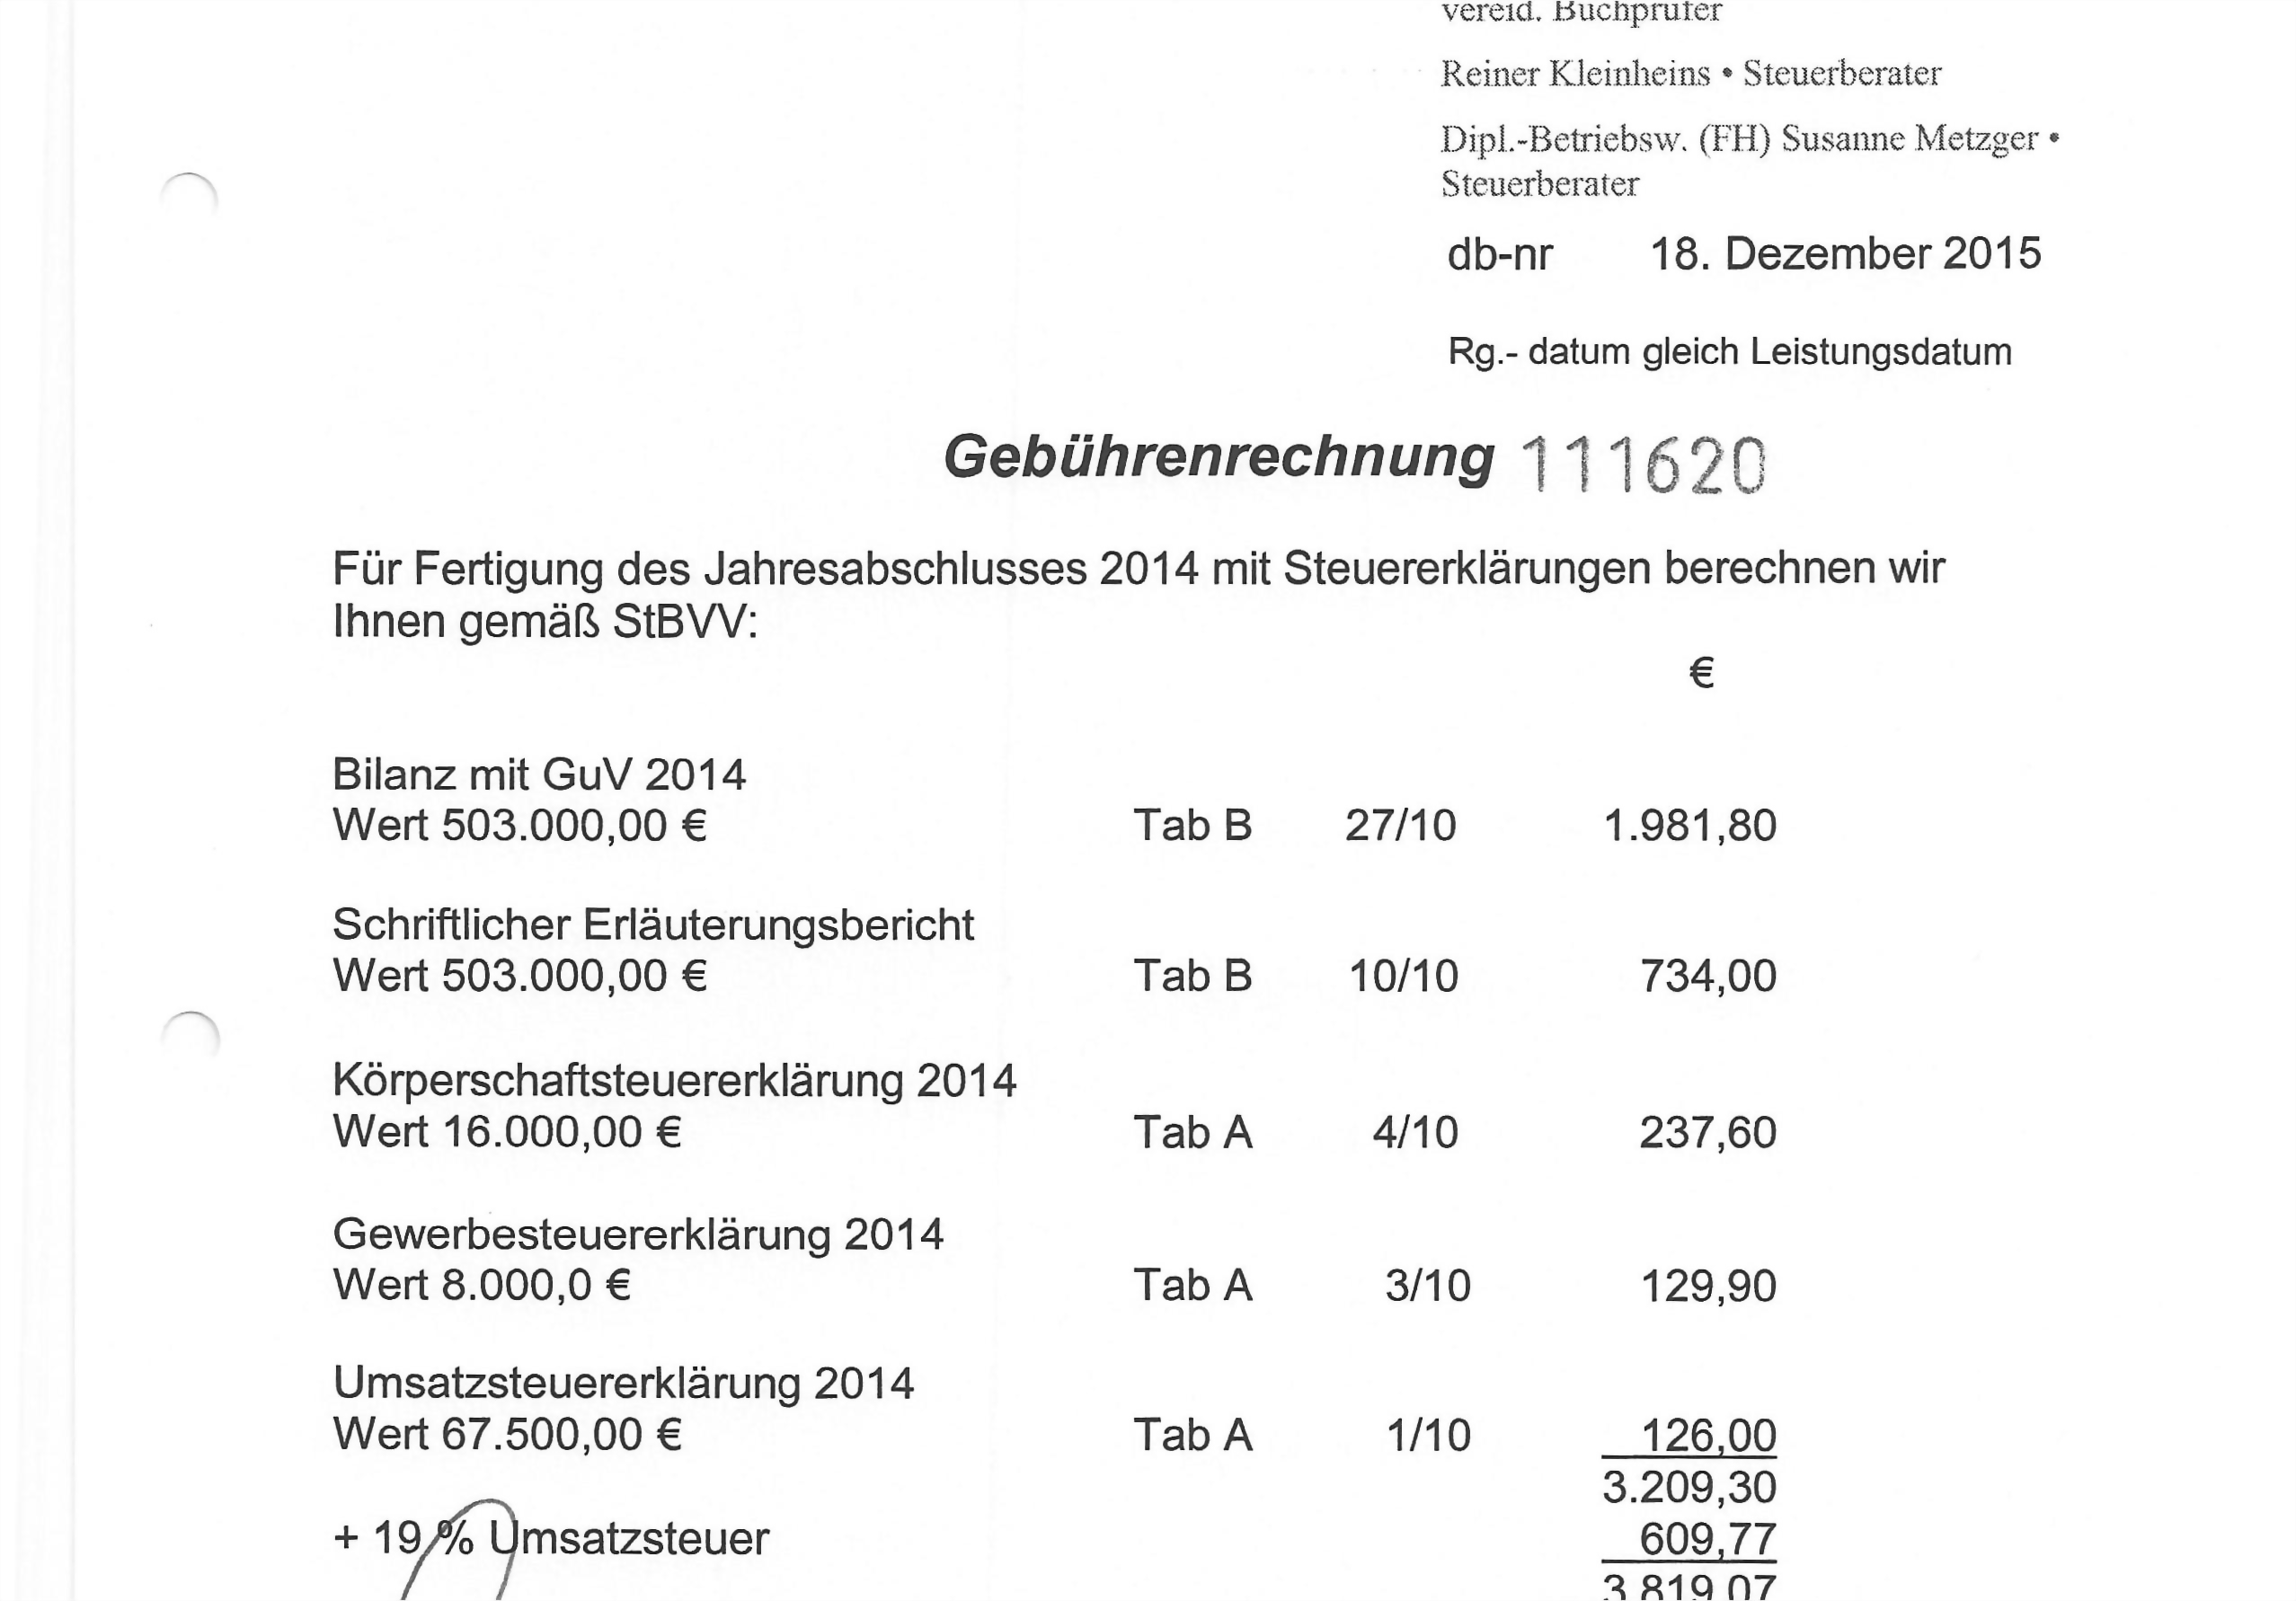 vereid. Buchprüfer
Reiner Kleinheins • Steuerberater
Dipl.-Betriebsw. (FH) Susanne Metzger •
Steuerberater
db-nr 18. Dezember 2015
Rg.- datum gleich Leistungsdatum
Gebührenrechnung 111620
Für Fertigung des Jahresabschlusses 2014 mit Steuererklärungen berechnen wir
Ihnen gemäß StBVV:
€
Bilanz mit GuV 2014
Wert 503.000,00 € Tab B 27/10 1.981,80
Schriftlicher Erläuterungsbericht
Wert 503.000,00 € Tab B 10/10 734,00
Körperschaftsteuererklärung 2014
Wert 16.000,00 € Tab A 4/10 237,60
Gewerbesteuererklärung 2014
Wert 8.000,0 € Tab A 3/10 129,90
Umsatzsteuererklärung 2014
Wert 67.500,00 € Tab A 1/10 126,00
3.209,30
+ 19 % Umsatzsteuer 609,77
3.819,07